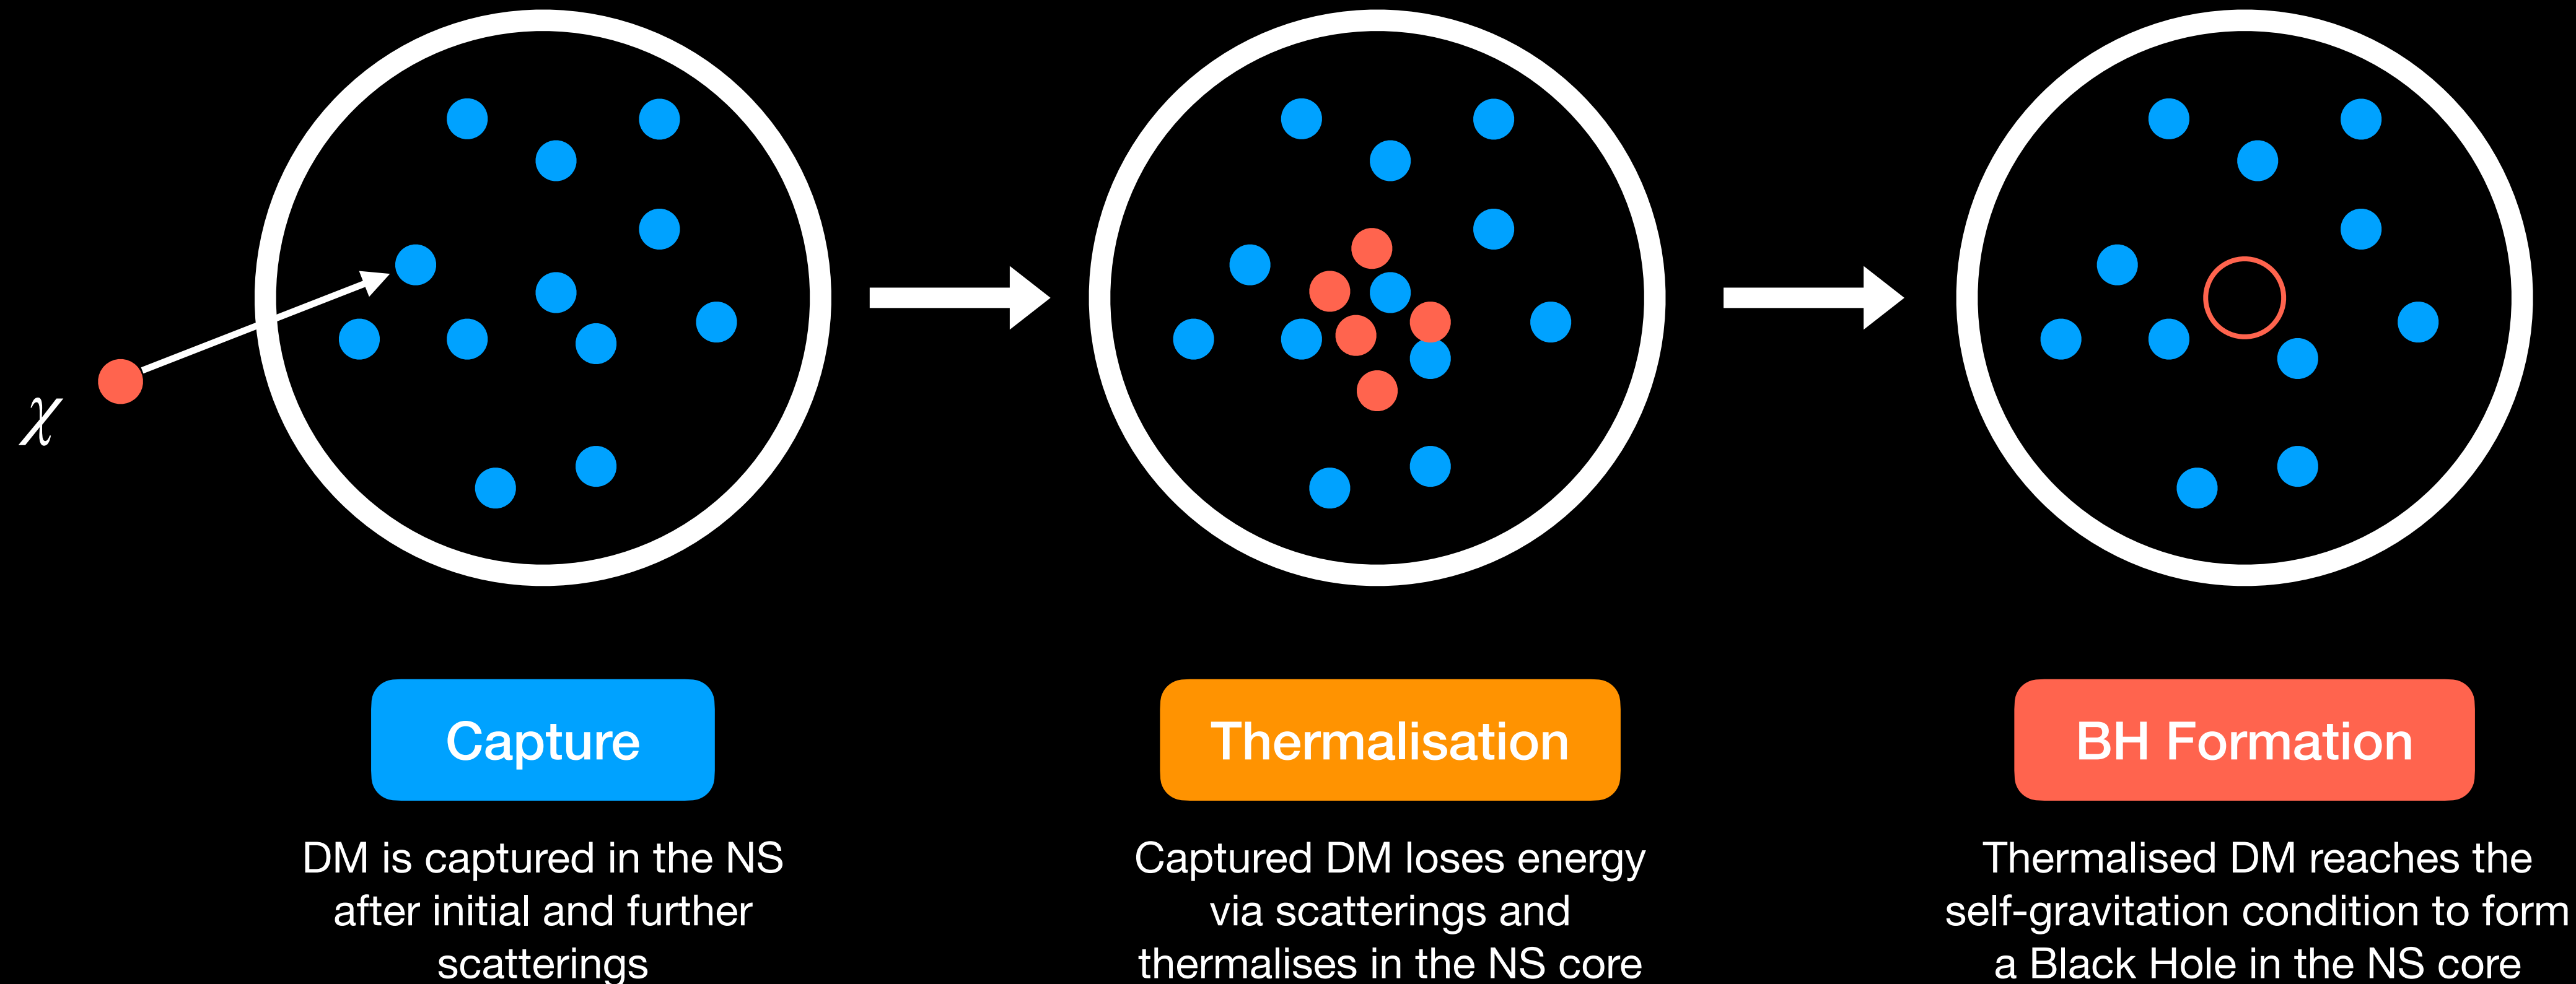 χ
Capture
DM is captured in the NS
after initial and further
scatterings
Thermalisation
Captured DM loses energy
via scatterings and
thermalises in the NS core
BH Formation
Thermalised DM reaches the
self-gravitation condition to form
a Black Hole in the NS core